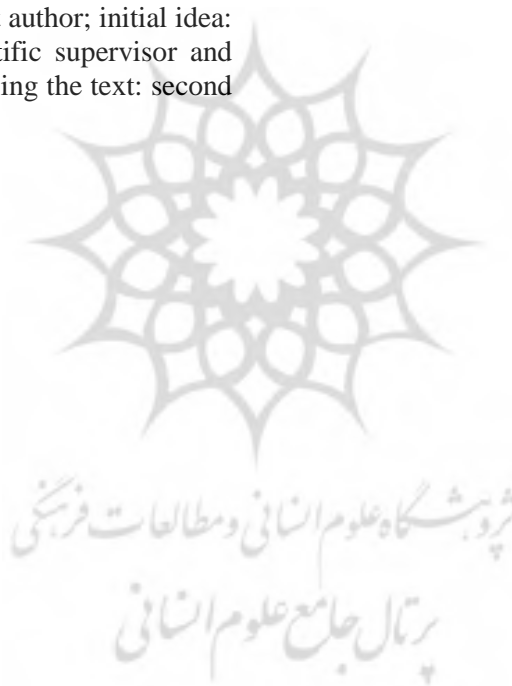 author; initial idea:
tific supervisor and
ing the text: second
پژوهشگاه علوم انسانی و مطالعات فرهنگی
پرتال جامع علوم انسانی